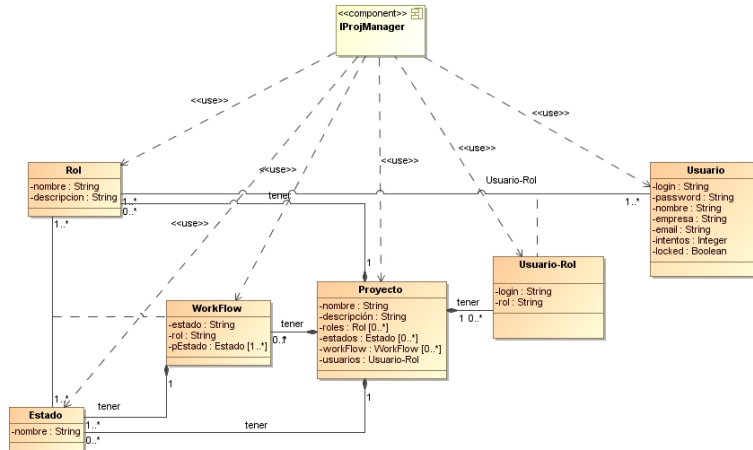 <<component>>
IProjManager
<<use>>
<<use>>
<<use>>
<<use>>
<<use>>
<<use>>
Rol
-nombre : String
-descripcion : String
1..*
0..*
tener
Usuario-Rol
1..*
Usuario
-login : String
-password : String
-nombre : String
-empresa : String
-email : String
-intentos : Integer
-locked : Boolean
1..*
1
Usuario-Rol
-login : String
-rol : String
Proyecto
-nombre : String
-descripción : String
-roles : Rol [0..*]
-estados : Estado [0..*]
-workFlow : WorkFlow [0..*]
-usuarios : Usuario-Rol
tener
1 0..*
WorkFlow
-estado : String
-rol : String
-pEstado : Estado [1..*]
tener
1
1
1..*
Estado
-nombre : String
tener
1..*
tener
0..*